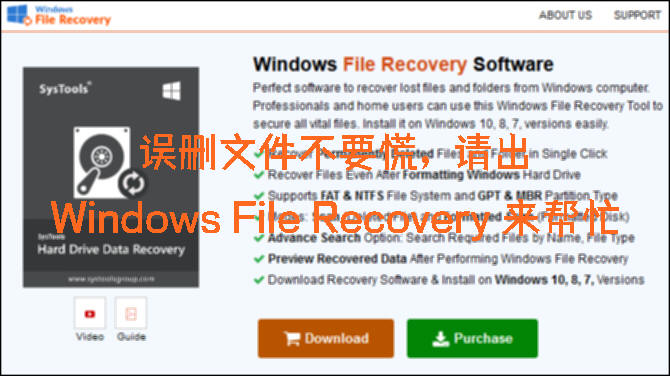 Windows
File Recovery
ABOUT US SUPPORT
Windows File Recovery Software
Perfect software to recover lost files and folders from Windows computer.
Professionals and home users can use this Windows File Recovery Tool to
secure all vital files. Install it on Windows 10, 8, 7, versions easily.
误删文件不要慌，请出
Windows File Recovery 来帮忙
Recover Permanently Deleted Files and Folder in Single Click
Recover Files Even After Formatting Windows Hard Drive
Supports FAT & NTFS File System and GPT & MBR Partition Type
Advance Search Option: Search Required Files by Name, File Type
Preview Recovered Data After Performing Windows File Recovery
Download Recovery Software & Install on Windows 10, 8, 7, Versions
SysTools™
SysTools
Hard Drive Data Recovery
www.systoolsgroup.com
Video Guide
Download Purchase